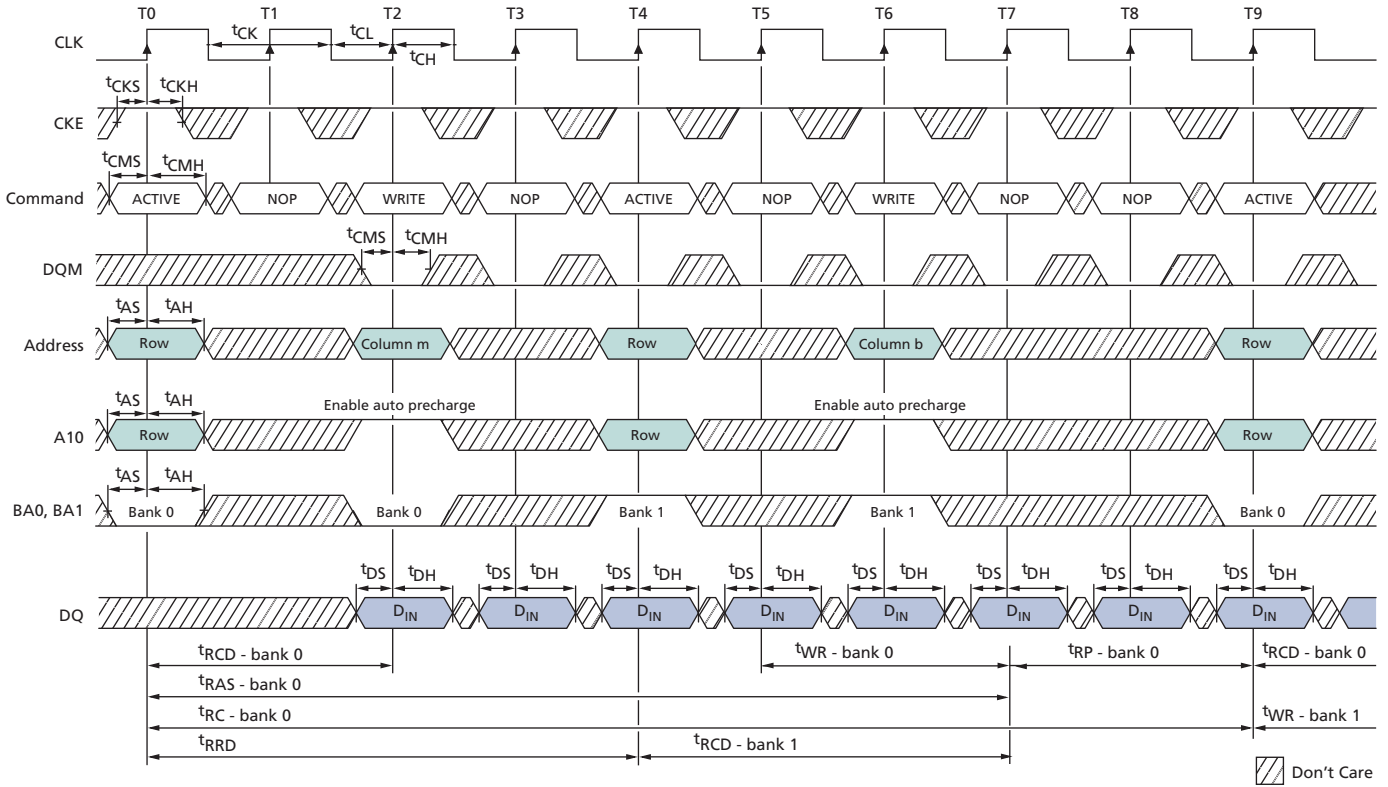 T0 T1 T2 T3 T4 T5 T6 T7 T8 T9
CLK tCK tCL tCH
tCKS tCKH
CKE
tCMS tCMH
Command ACTIVE NOP WRITE NOP ACTIVE NOP WRITE NOP NOP ACTIVE
tCMS tCMH
DQM
tAS tAH
Address Row Column m Row Column b Row
tAS tAH Enable auto precharge Enable auto precharge
A10 Row Row Row
tAS tAH
BA0, BA1 Bank 0 Bank 0 Bank 1 Bank 1 Bank 0
tDS tDH tDS tDH tDS tDH tDS tDH tDS tDH tDS tDH tDS tDH tDS tDH
DQ DIN DIN DIN DIN DIN DIN DIN DIN
tRCD - bank 0 tWR - bank 0 tRP - bank 0 tRCD - bank 0
tRAS - bank 0
tRC - bank 0 tWR - bank 1
tRRD tRCD - bank 1
Don't Care